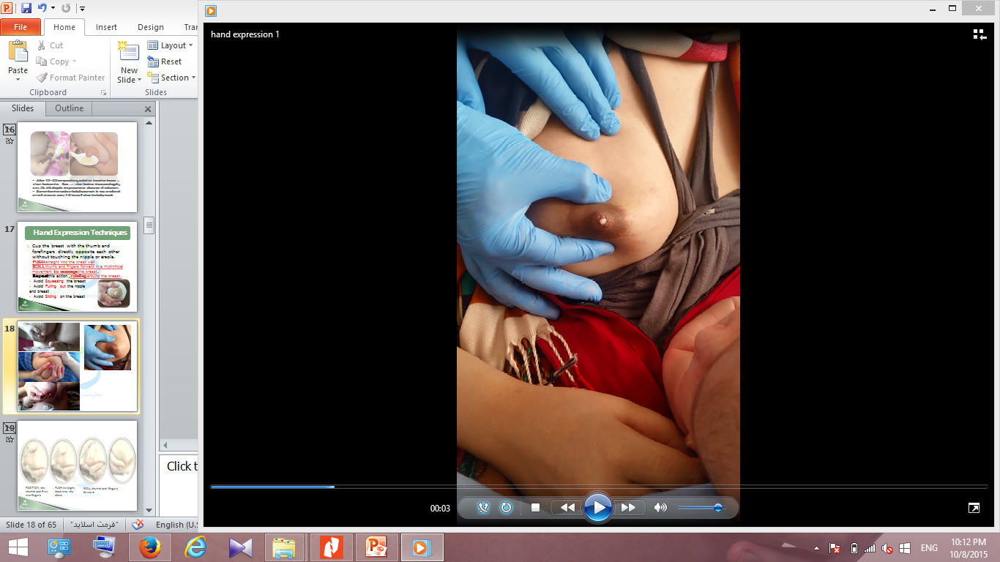 File
Home
Insert
Design
Tra
Paste
Cut
Copy
Format Painter
Clipboard
New
Slide
Layout
Reset
Section
Slides
Slides
Outline
16
17
Hand Expression Techniques
Cup the breast with the thumb and
forefingers directly opposite each other
without touching the nipple or areola.
PUSH straight into the chest wall
ROLL thumb and fingers forward in a rhythmical
movement to massage the breast.
Repeat this action, rotating around the breast.
- Avoid Squeezing the breast
- Avoid Pulling out the nipple
and breast
- Avoid Sliding on the breast
18
19
POSITION the
thumb and first
two fingers
PUSH straight
back into the
chest
ROLL thumb and fingers
forward
Click t
Slide 18 of 65
"فرمت اسلاید"
English (U.S
hand expression 1
00:03
ENG
10:12 PM
10/8/2015